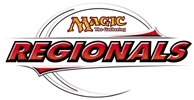 MAGIC
The Gathering
REGIONALS